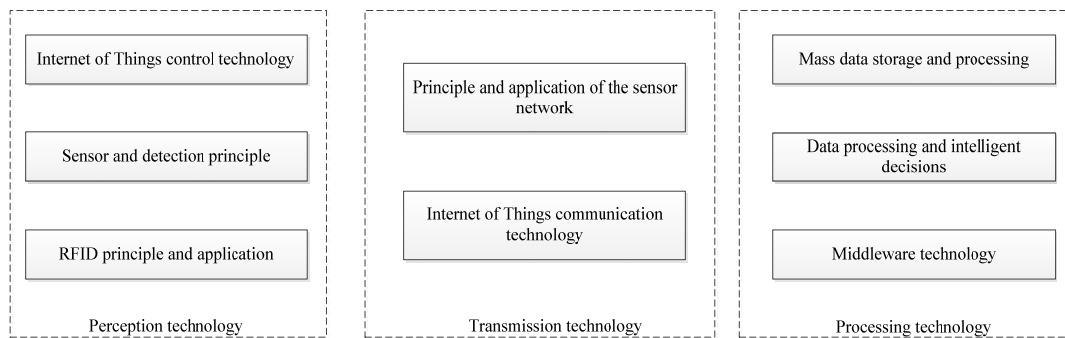 Internet of Things control technology
Sensor and detection principle
RFID principle and application
Perception technology
Principle and application of the sensor
network
Internet of Things communication
technology
Transmission technology
Mass data storage and processing
Data processing and intelligent
decisions
Middleware technology
Processing technology